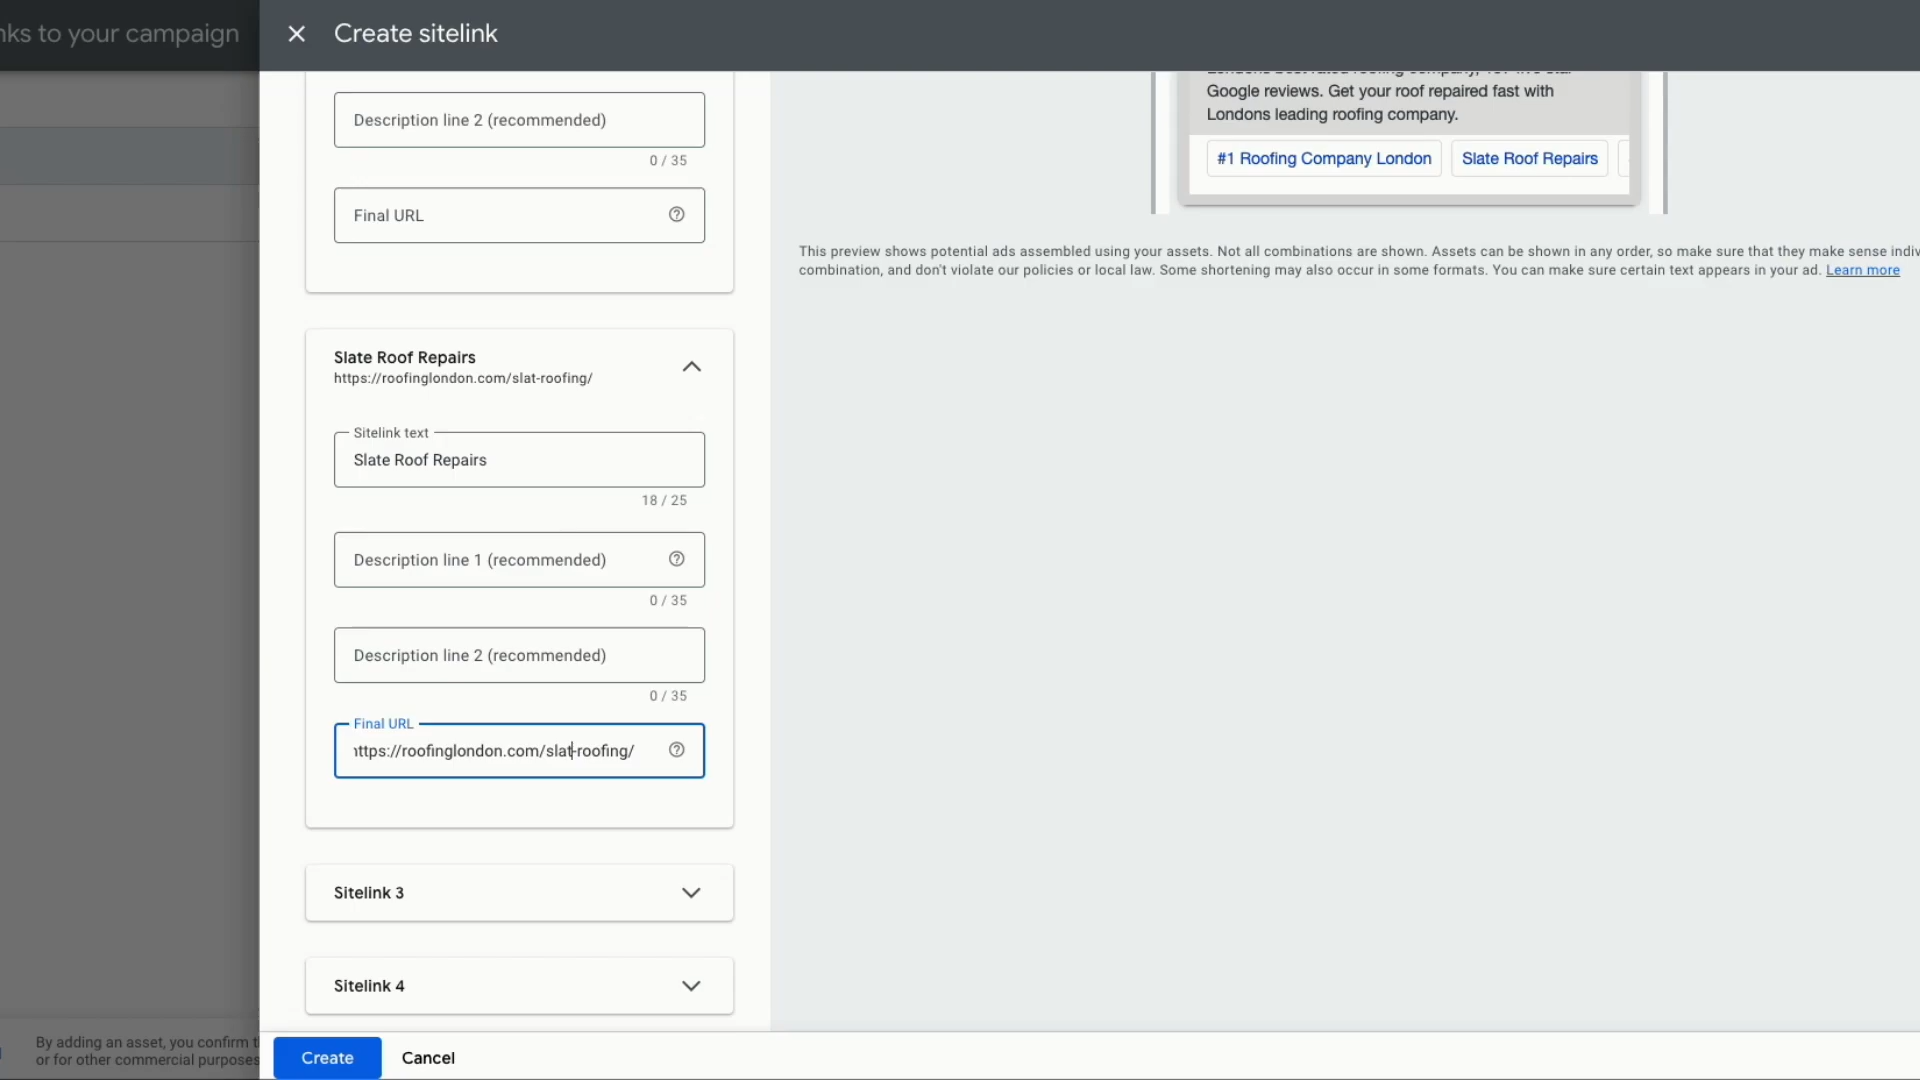 nks to your campaign
Create sitelink
Description line 2 (recommended)
0 / 35
Final URL
Slate Roof Repairs
https://roofinglondon.com/slat-roofing/
Sitelink text
Slate Roof Repairs
18 / 25
Description line 1 (recommended)
0 / 35
Description line 2 (recommended)
0 / 35
Final URL
https://roofinglondon.com/slat-roofing/
Sitelink 3
Sitelink 4
By adding an asset, you confirm t
or for other commercial purposes
Create
Cancel
Google reviews. Get your roof repaired fast with
Londons leading roofing company.
#1 Roofing Company London
Slate Roof Repairs
This preview shows potential ads assembled using your assets. Not all combinations are shown. Assets can be shown in any order, so make sure that they make sense indiv
combination, and don't violate our policies or local law. Some shortening may also occur in some formats. You can make sure certain text appears in your ad. Learn more